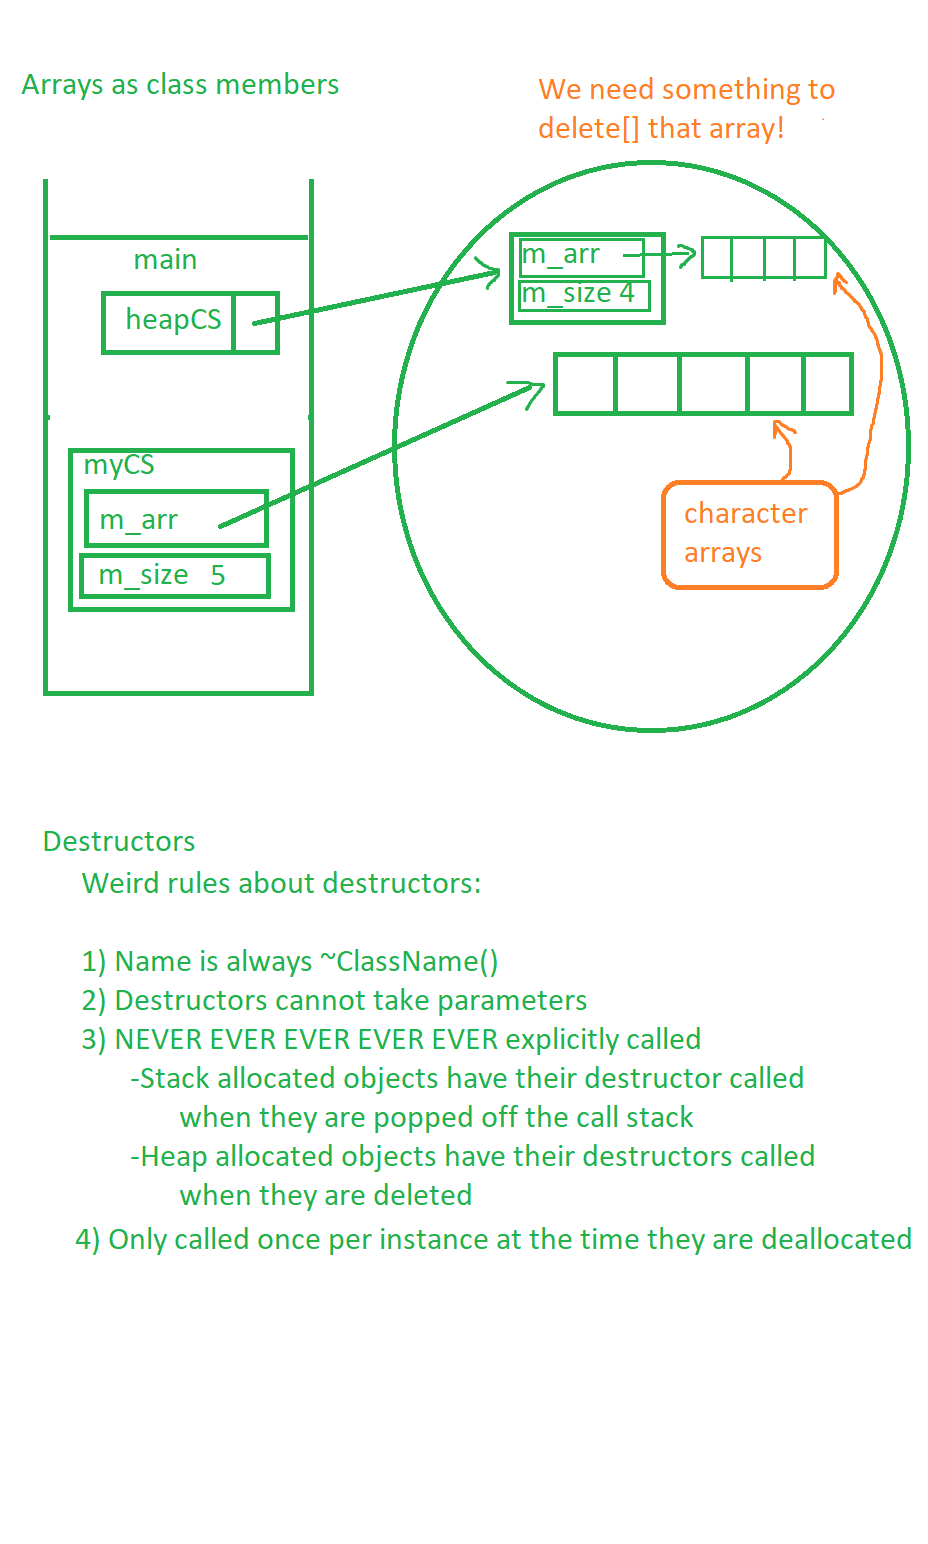 Arrays as class members
We need something to
delete[] that array!
main
heapCS
myCS
m_arr
m_size 5
m_arr
m_size 4
character
arrays
Destructors
Weird rules about destructors:
1) Name is always ~ClassName()
2) Destructors cannot take parameters
3) NEVER EVER EVER EVER EVER explicitly called
-Stack allocated objects have their destructor called
when they are popped off the call stack
-Heap allocated objects have their destructors called
when they are deleted
4) Only called once per instance at the time they are deallocated